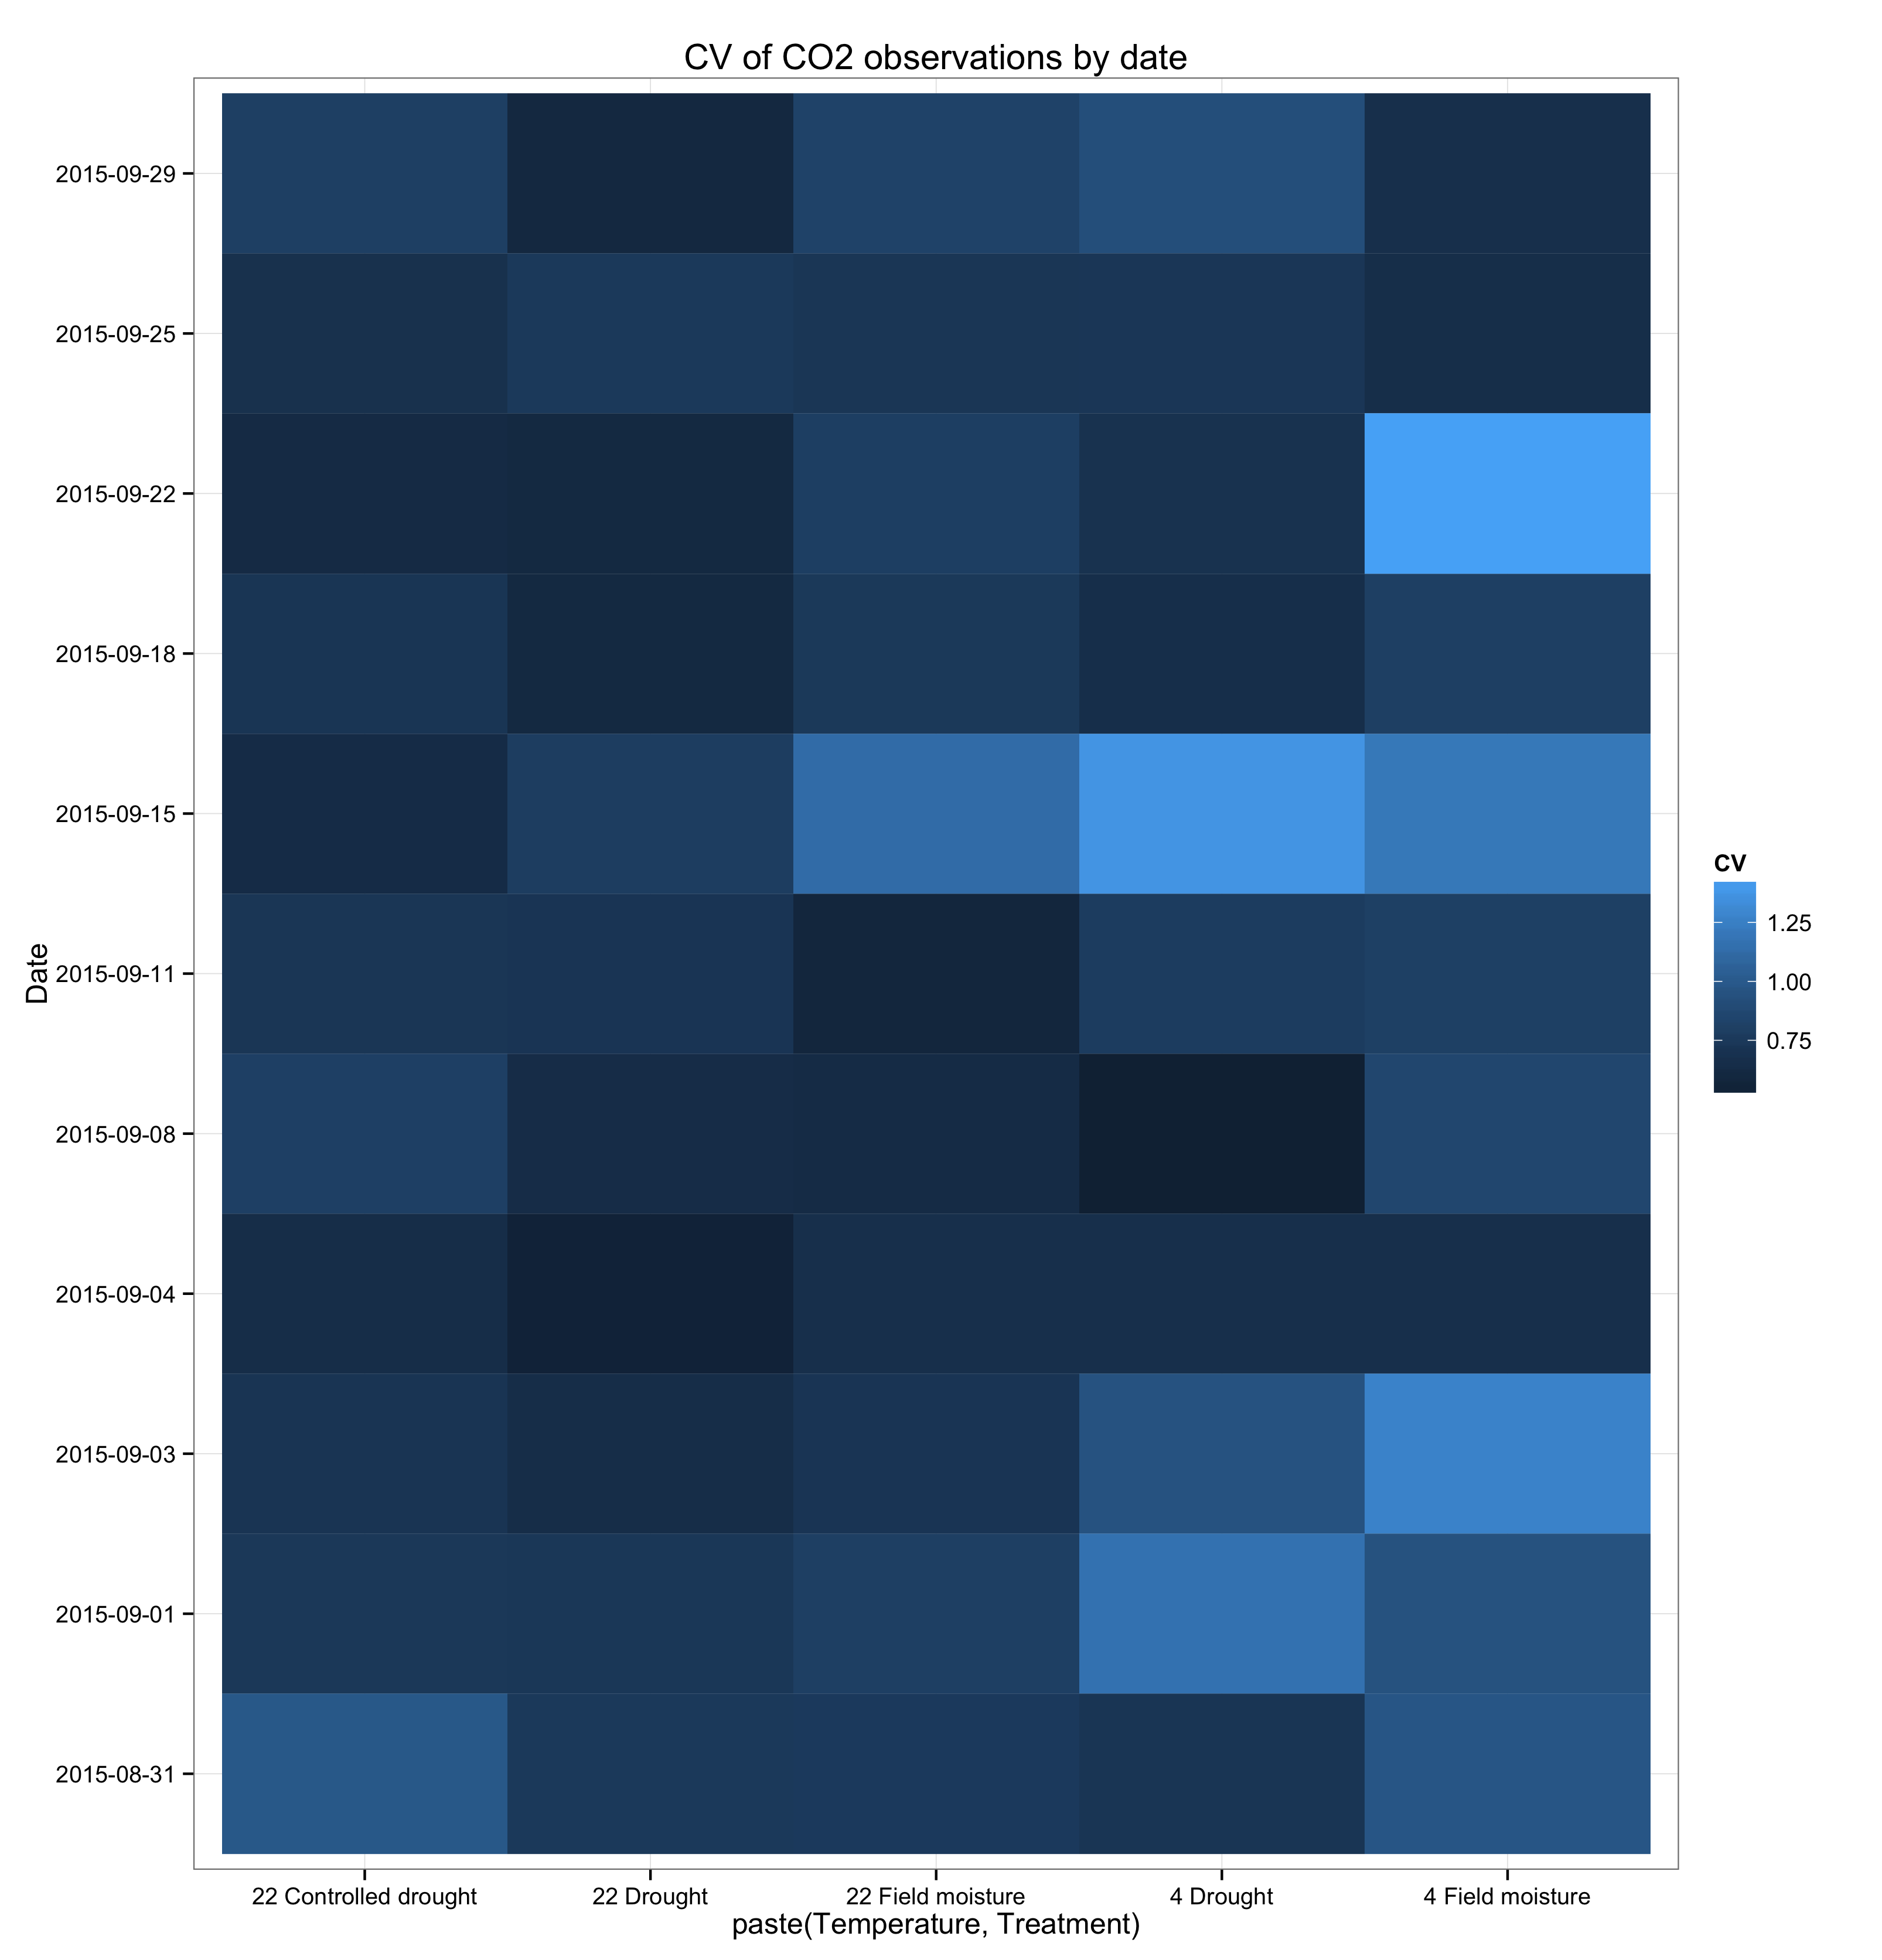 CV of CO2 observations by date
2015-09-29
2015-09-25
2015-09-22
2015-09-18
2015-09-15
2015-09-11
2015-09-08
2015-09-04
2015-09-03
2015-09-01
2015-08-31
Date
22 Controlled drought
22 Drought
22 Field moisture
4 Drought
4 Field moisture
paste(Temperature, Treatment)
cv
1.25
1.00
0.75